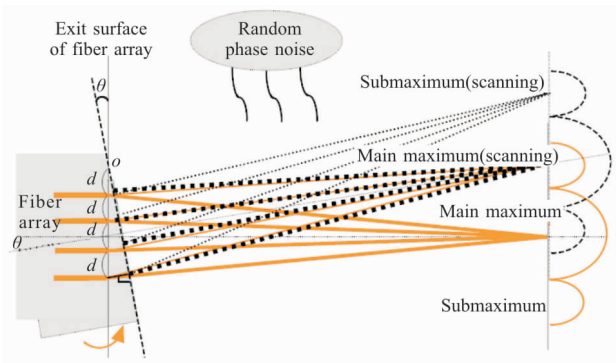 Exit surface
of fiber array
θ
Random
phase noise
Submaximum(scanning)
o
d
Main maximum(scanning)
d
Fiber
array
d
Main maximum
θ
d
Submaximum